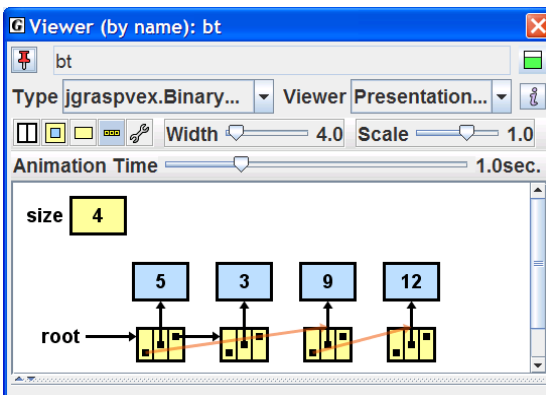 G Viewer (by name): bt
bt
Type jgraspvex.Binary... Viewer Presentation... i
Width 4.0 Scale 1.0
Animation Time 1.0sec.
size 4
5 3 9 12
root